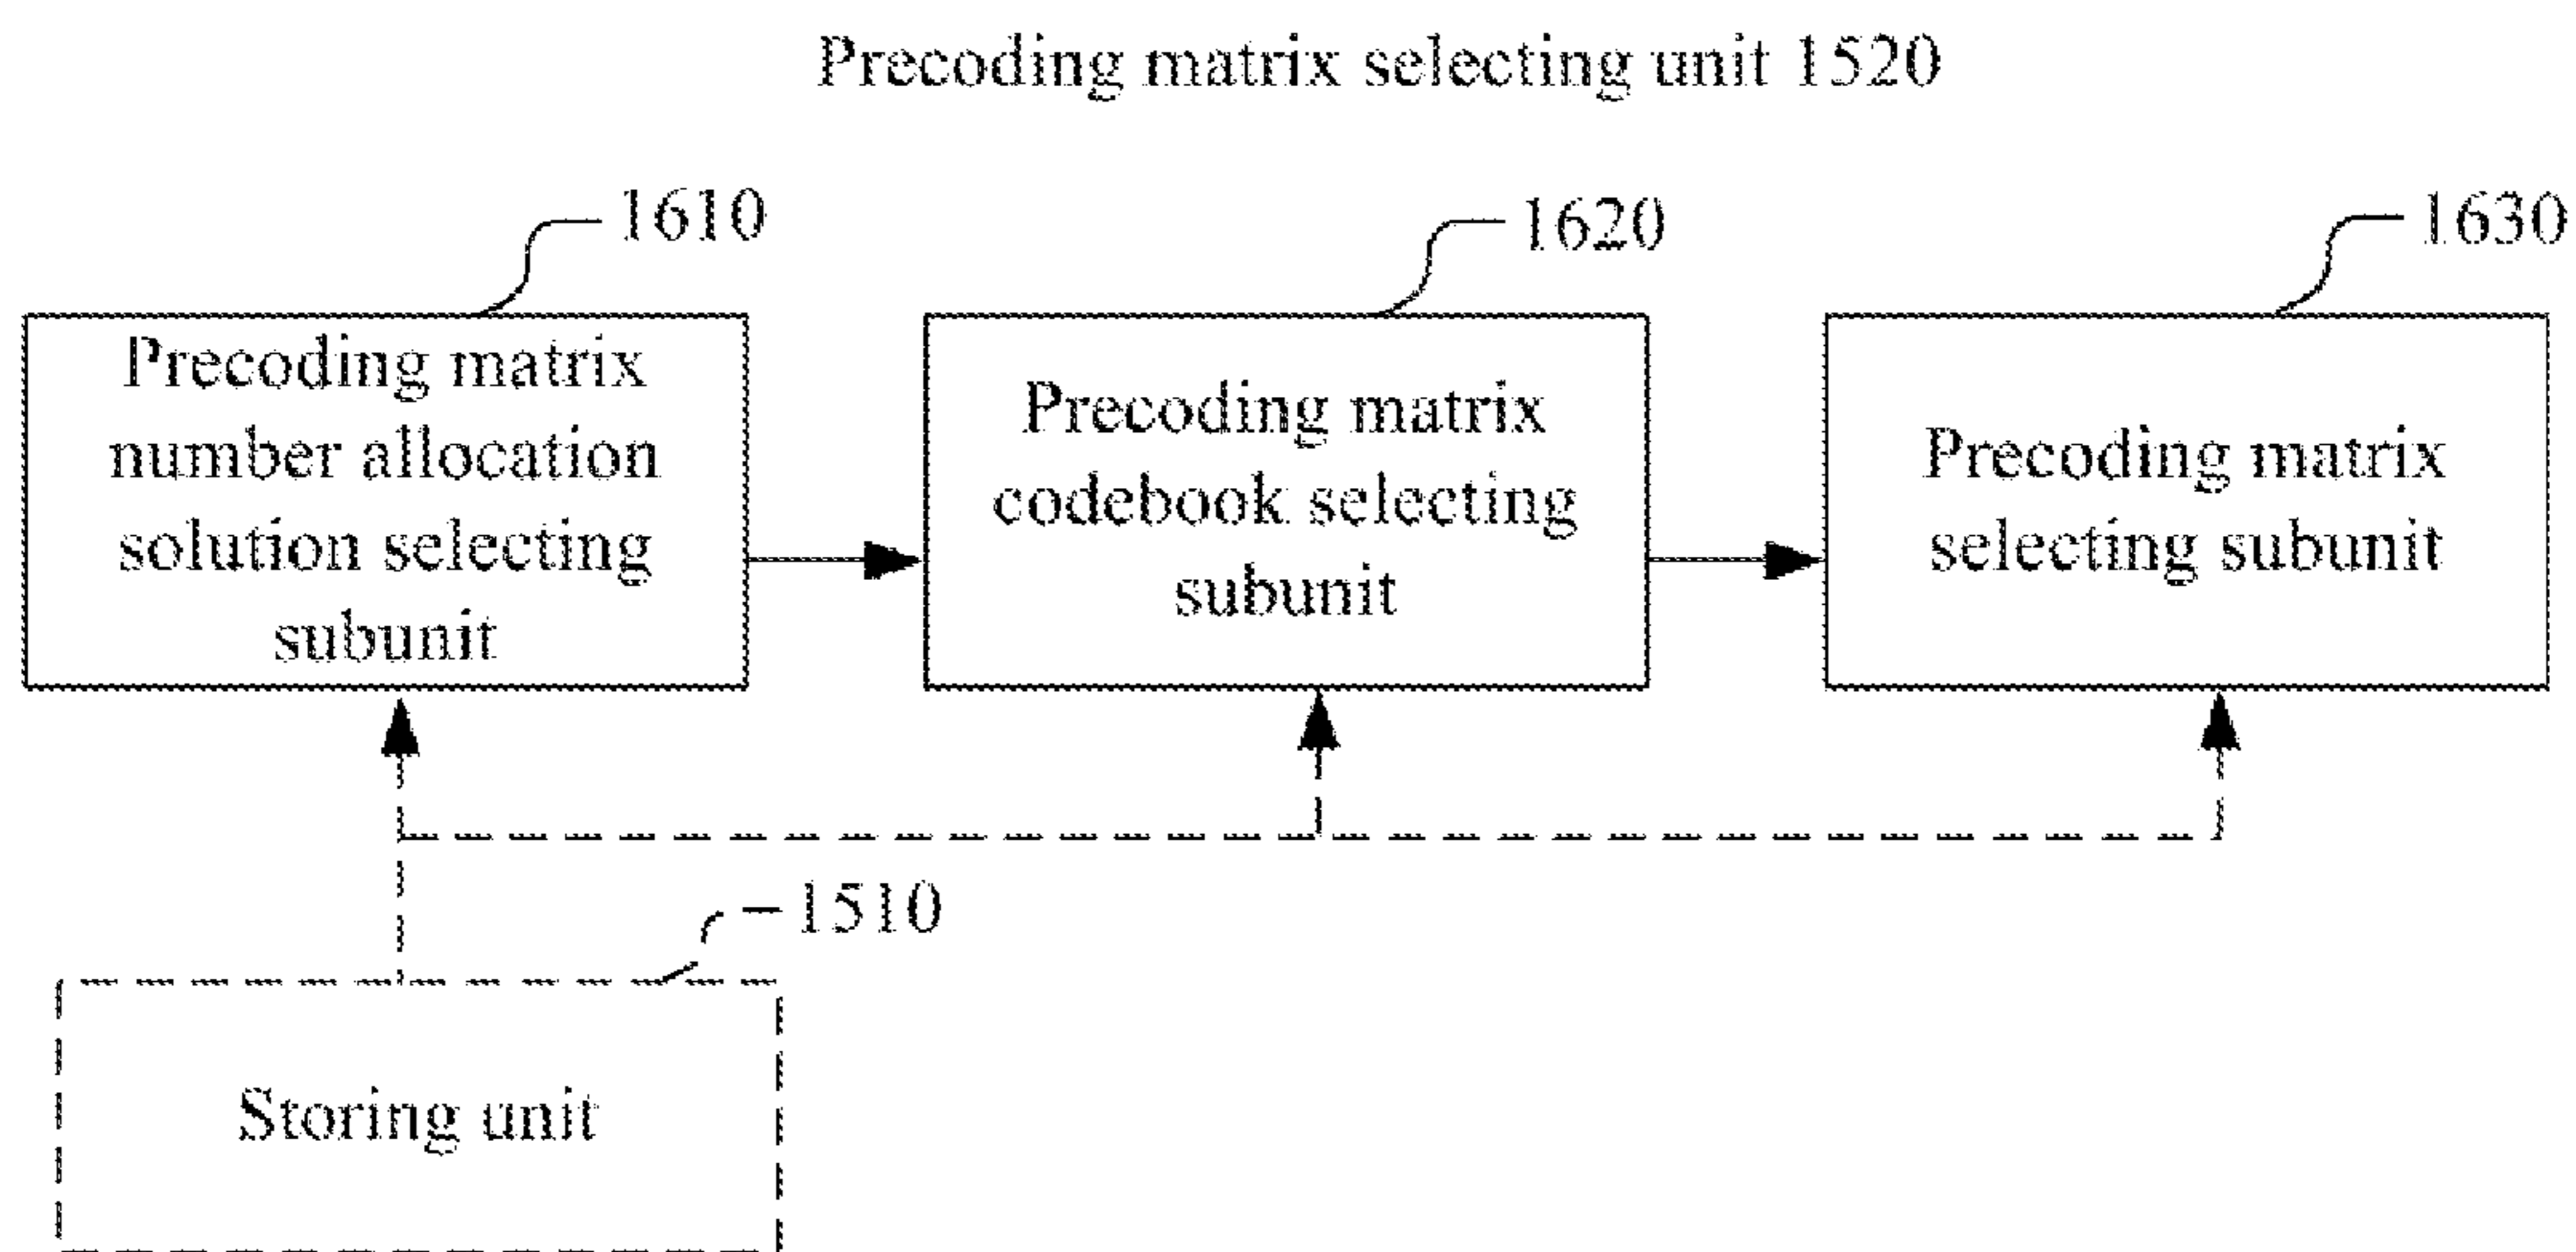 Precoding matrix selecting unit 1520
1610
1620
1630
Precoding matrix
number allocation
solution selecting
subunit
Precoding matrix
codebook selecting
subunit
Precoding matrix
selecting subunit
1510
Storing unit